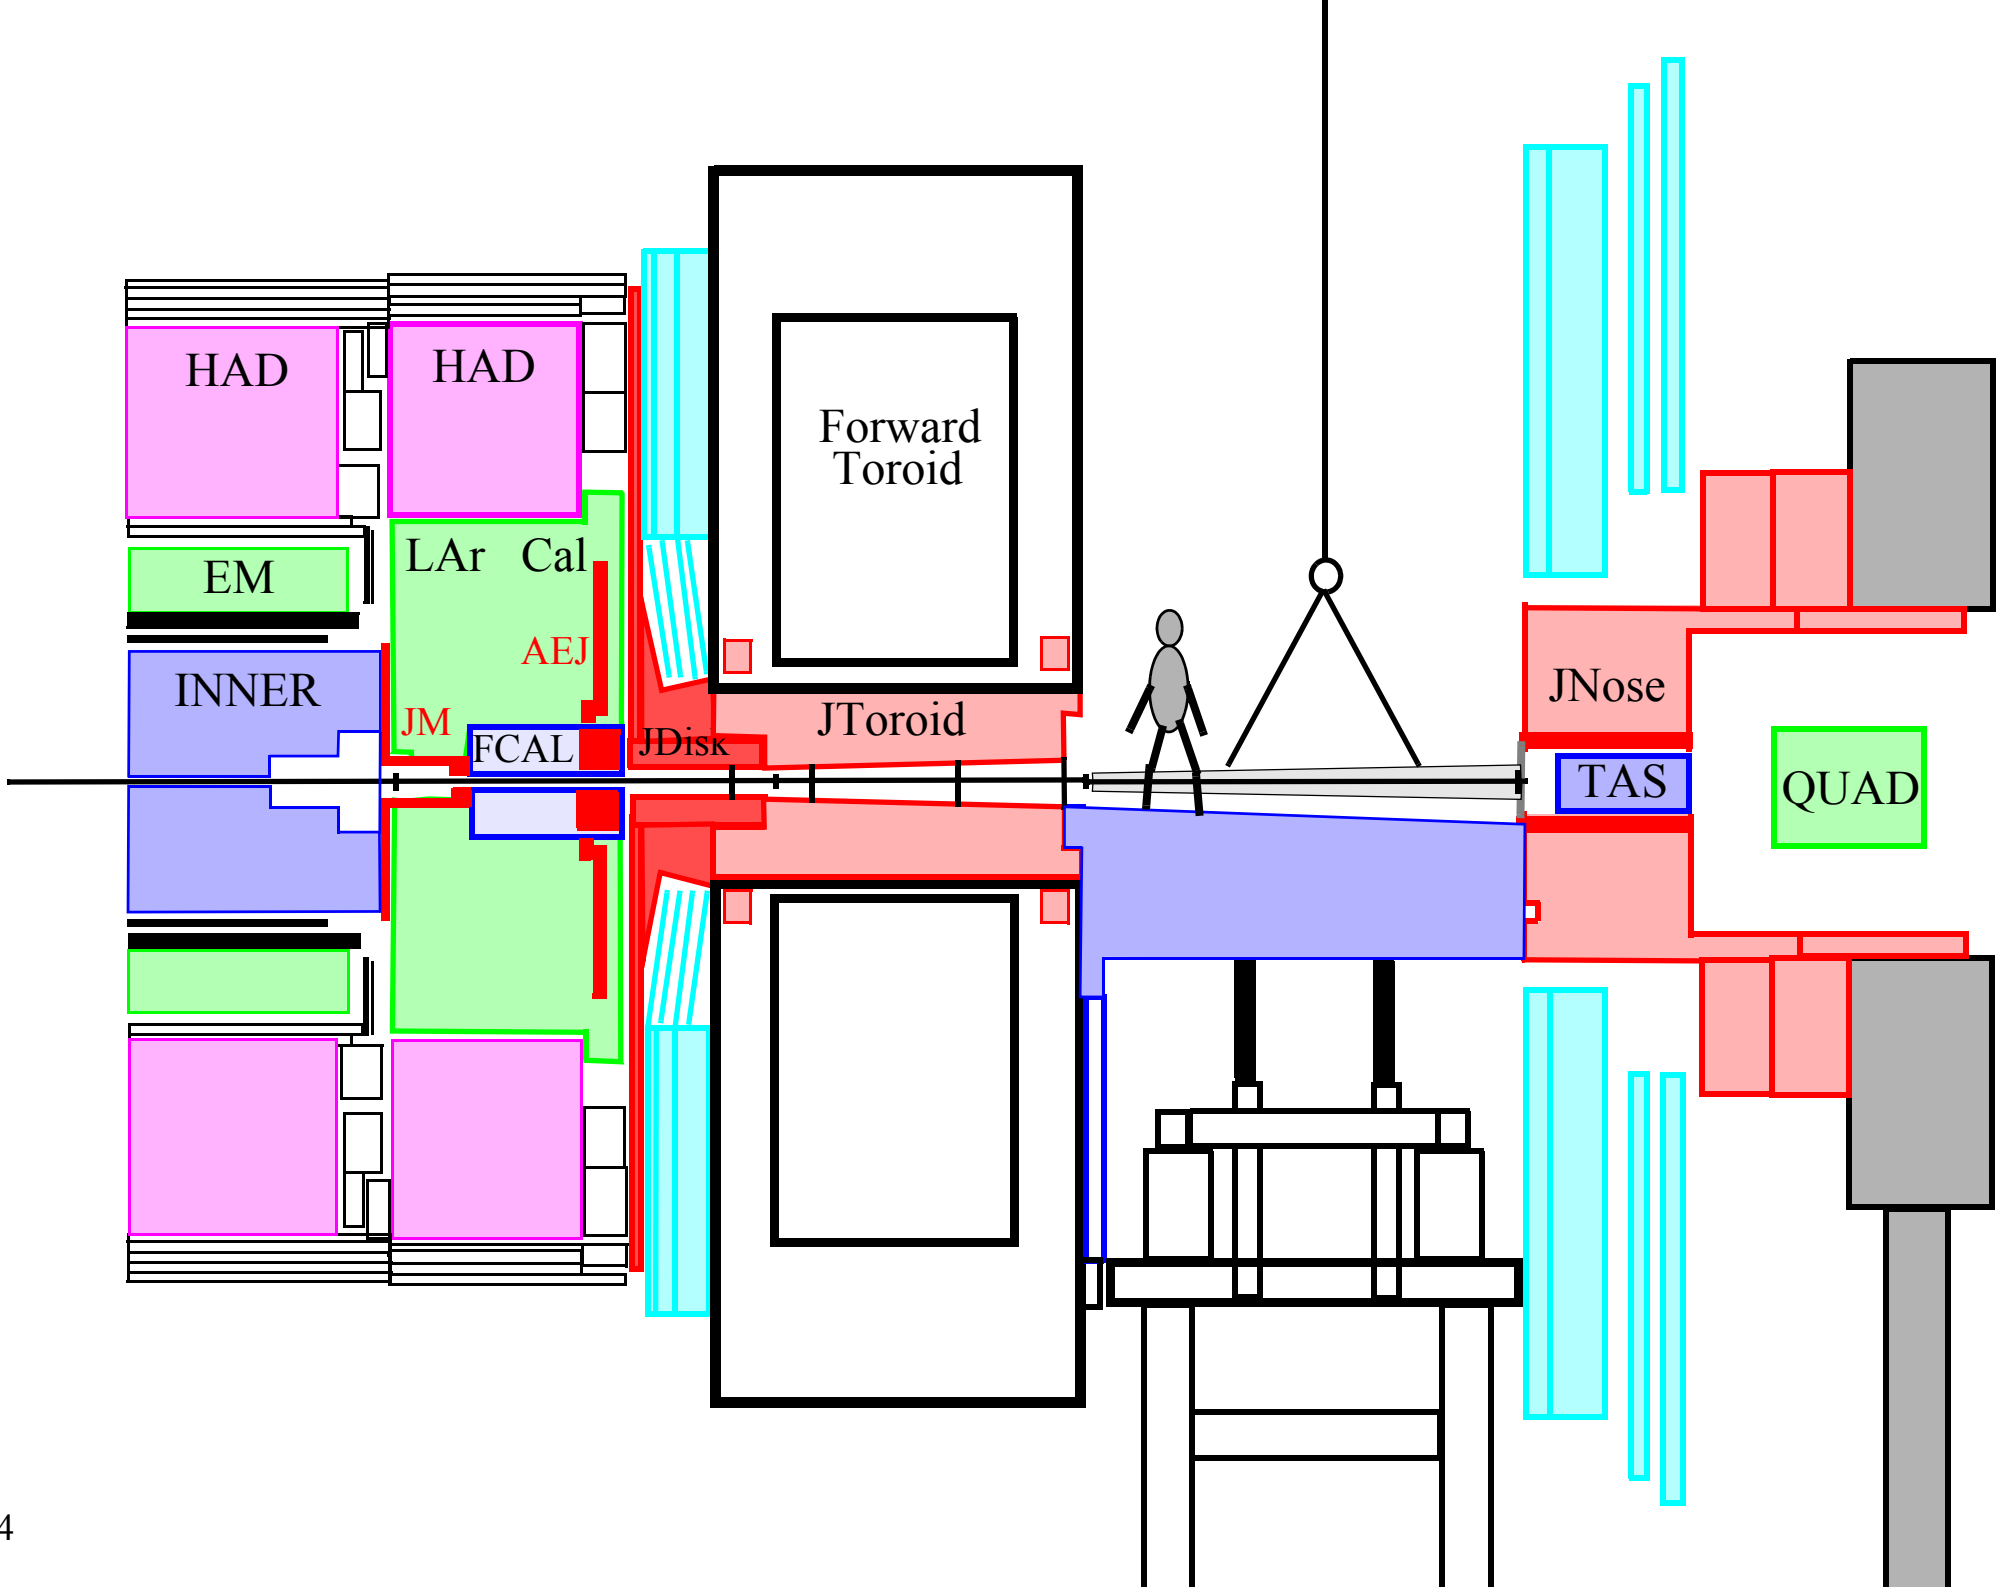 HAD
HAD
Forward
Toroid
LAr Cal
EM
AEJ
INNER
JNose
JM
JToroid
FCAL
JDisk
TAS
QUAD
4